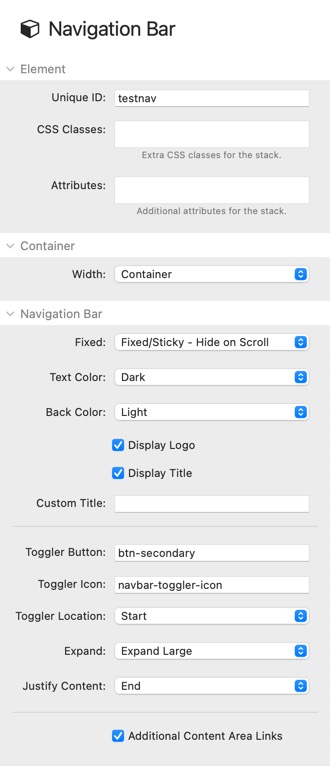 Navigation Bar
Element
Unique ID: testnav
CSS Classes:
Extra CSS classes for the stack.
Attributes:
Additional attributes for the stack.
Container
Width: Container
Navigation Bar
Fixed: Fixed/Sticky - Hide on Scroll
Text Color: Dark
Back Color: Light
Display Logo
Display Title
Custom Title:
Toggler Button: btn-secondary
Toggler Icon: navbar-toggler-icon
Toggler Location: Start
Expand: Expand Large
Justify Content: End
Additional Content Area Links